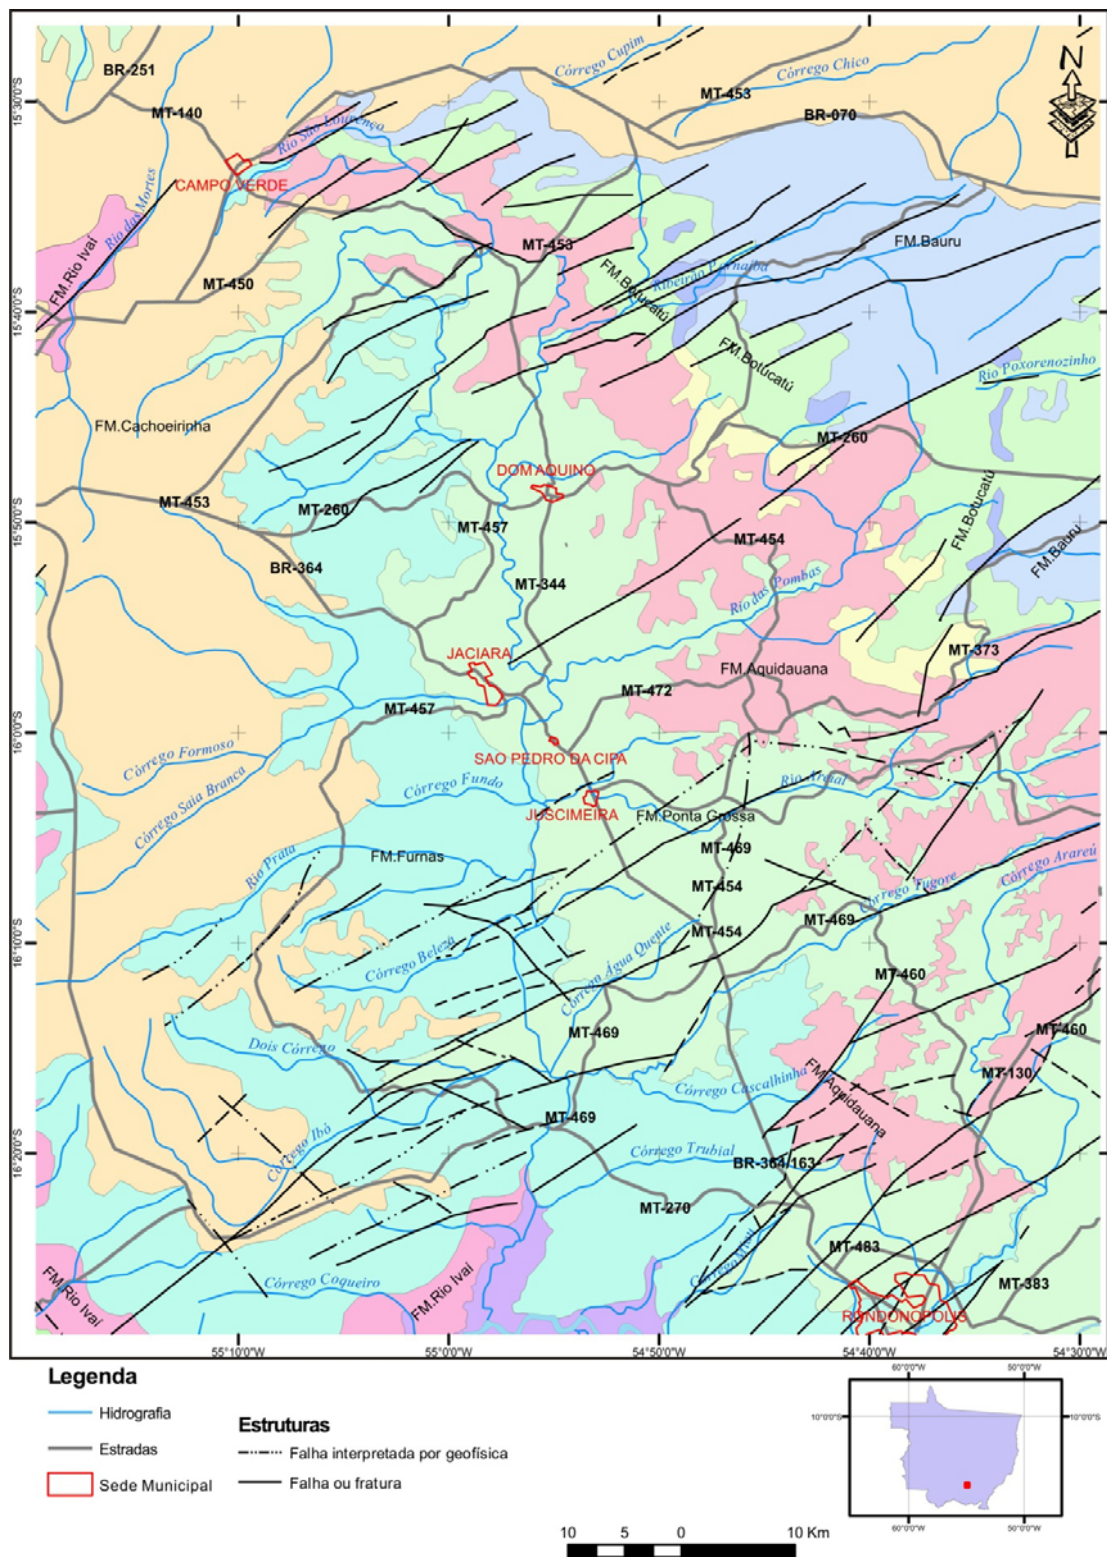 N
BR-251
Córrego Cupim
Córrego Chico
15°30'0"S
MT-140
MT-453
BR-070
Rio São Lourenço
CAMPO VERDE
Rio das Mortes
FM.Rio Ivaí
MT-453
FM.Bauru
MT-450
FM.Botucatú
Ribeirão Parnaíba
15°40'0"S
FM.Botucatú
Rio Poxorenozinho
FM.Cachoeirinha
MT-260
DOM AQUINO
MT-453
MT-260
15°50'0"S
MT-457
MT-454
FM.Botucatú
FM.Bauru
BR-364
MT-344
Rio das Pombas
JACIARA
MT-373
FM.Aquidauana
MT-472
MT-457
16°0'0"S
Córrego Formoso
SAO PEDRO DA CIPA
Córrego Saia Branca
Córrego Fundo
Rio Areial
JUSCIMEIRA
FM.Ponta Grossa
MT-469
Rio Prata
FM.Furnas
Córrego Arareú
MT-454
Córrego Tugore
MT-469
MT-454
16°10'0"S
Córrego Beleza
Córrego Água Quente
MT-460
MT-469
MT-460
Dois Córrego
MT-130
Córrego Cascalhinha
FM.Aquidauana
MT-469
Córrego Ibó
16°20'0"S
Córrego Trubial
BR-364/163
MT-270
MT-483
Córrego Coqueiro
FM.Rio Ivaí
FM.Rio Ivaí
MT-383
RONDONOPOLIS
55°10'0"W
55°0'0"W
54°50'0"W
54°40'0"W
54°30'0"W
Legenda
Hidrografia
Estradas
Sede Municipal
Estruturas
Falha interpretada por geofísica
Falha ou fratura
60°0'0"W
50°0'0"W
10°0'0"S
10°0'0"S
60°0'0"W
50°0'0"W
10
5
0
10 Km